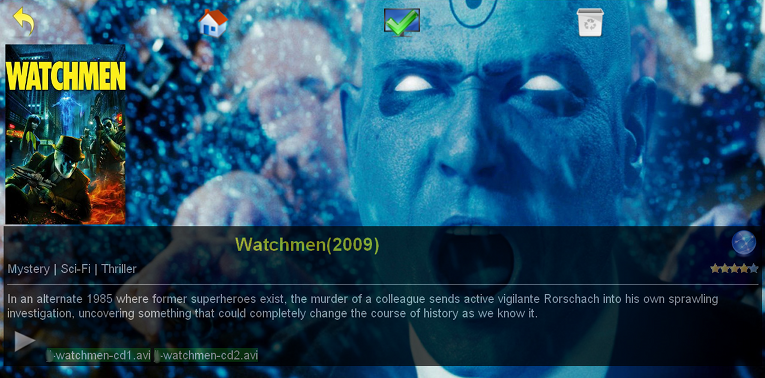 WATCHMEN
Watchmen(2009)
Mystery | Sci-Fi | Thriller
In an alternate 1985 where former superheroes exist, the murder of a colleague sends active vigilante Rorschach into his own sprawling
investigation, uncovering something that could completely change the course of history as we know it.
-watchmen-cd1.avi -watchmen-cd2.avi